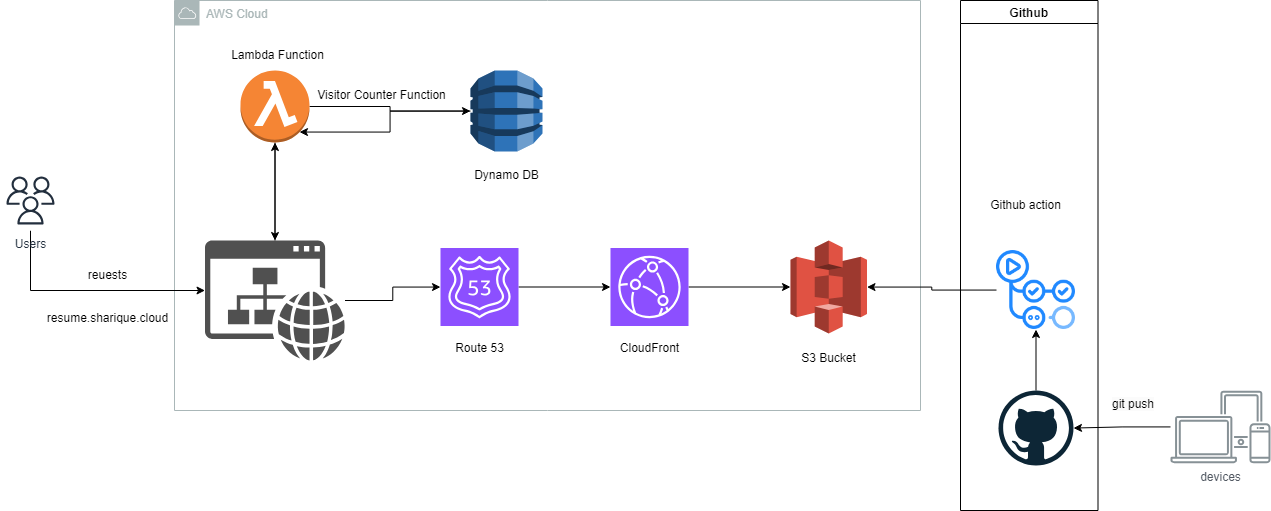 AWS Cloud
Github
Lambda Function
Visitor Counter Function
Dynamo DB
Github action
Users
reuests
resume.sharique.cloud
53
Route 53
CloudFront
S3 Bucket
git push
devices